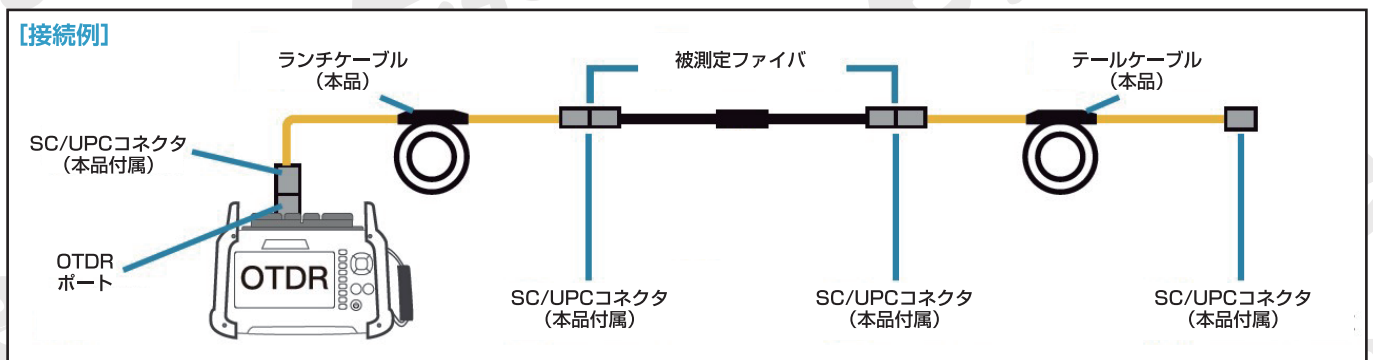 [接続例]
ランチケーブル
（本品）
被測定ファイバ
テールケーブル
（本品）
SC/UPCコネクタ
（本品付属）
OTDR
ポート
OTDR
SC/UPCコネクタ
（本品付属）
SC/UPCコネクタ
（本品付属）
SC/UPCコネクタ
（本品付属）